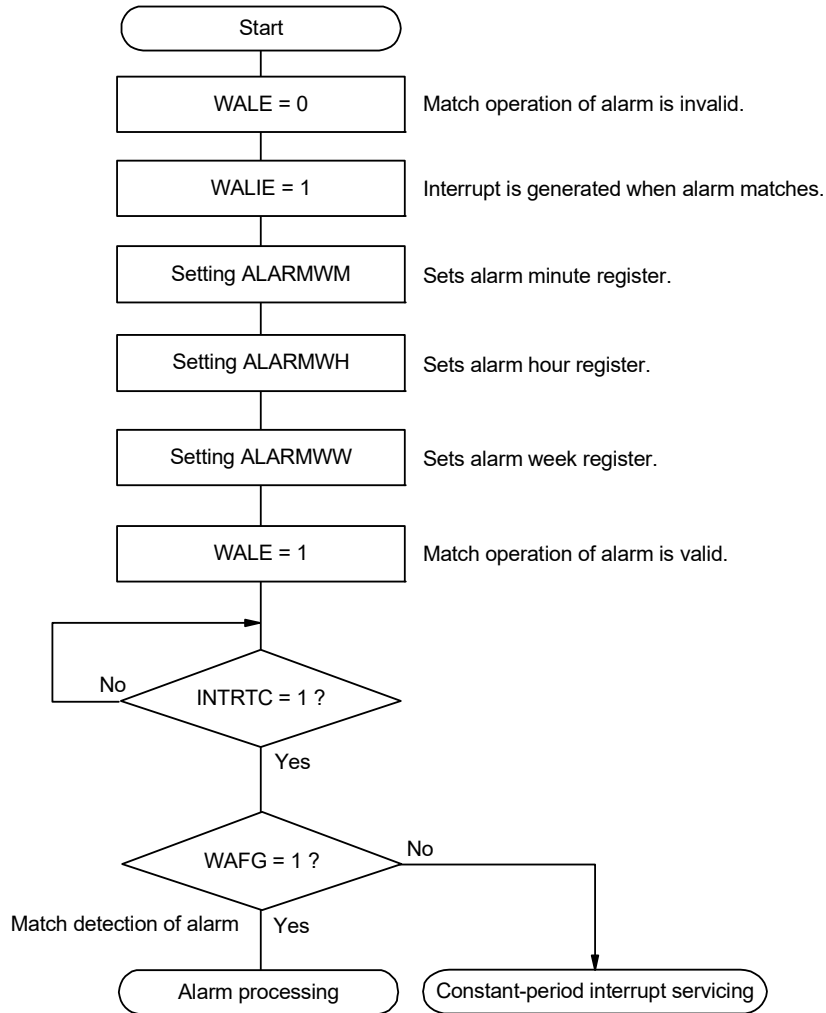 Start
WALE = 0
Match operation of alarm is invalid.
WALIE = 1
Interrupt is generated when alarm matches.
Setting ALARMWM
Sets alarm minute register.
Setting ALARMWH
Sets alarm hour register.
Setting ALARMWW
Sets alarm week register.
WALE = 1
Match operation of alarm is valid.
No
INTRTC = 1 ?
Yes
WAFG = 1 ?
No
Match detection of alarm
Yes
Alarm processing
Constant-period interrupt servicing